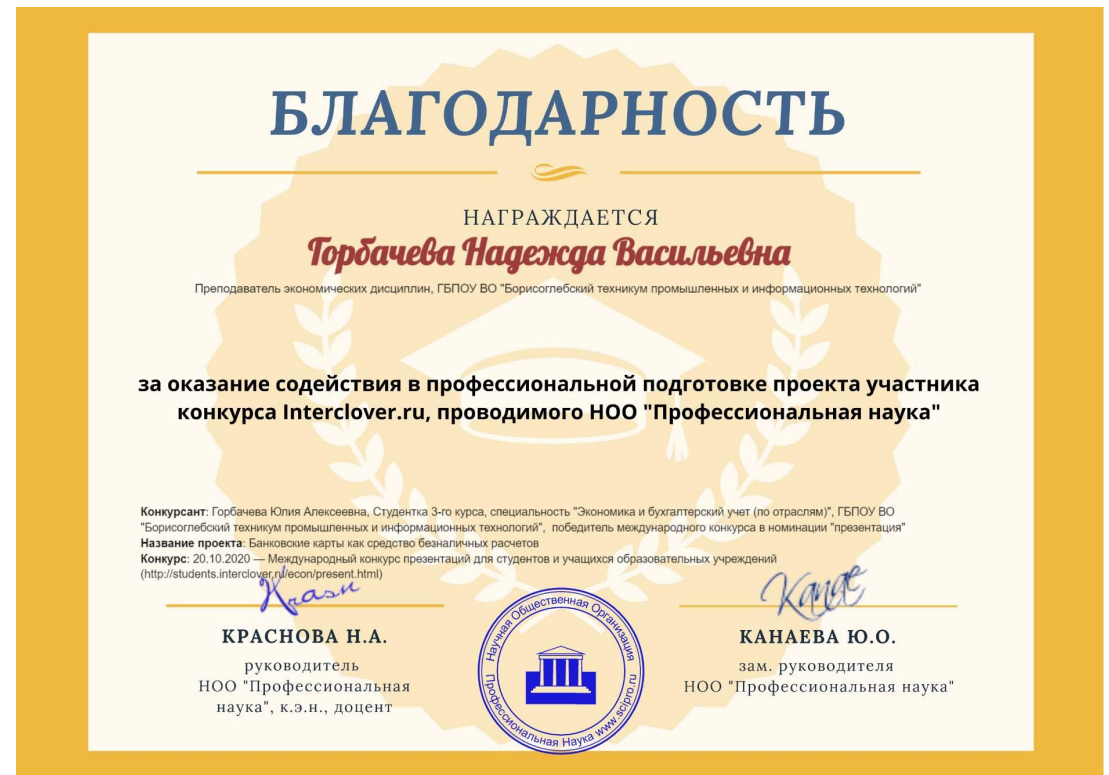 БЛАГОДАРНОСТЬ
НАГРАЖДАЕТСЯ
Горбачева Надежда Васильевна
Преподаватель экономических дисциплин, ГБПОУ ВО "Борисоглебский техникум промышленных и информационных технологий"
за оказание содействия в профессиональной подготовке проекта участника
конкурса Interclover.ru, проводимого НОО "Профессиональная наука"
Конкурсант: Горбачева Юлия Алексеевна, Студентка 3-го курса, специальность "Экономика и бухгалтерский учет (по отраслям)", ГБПОУ ВО
"Борисоглебский техникум промышленных и информационных технологий", победитель международного конкурса в номинации "презентация"
Название проекта: Банковские карты как средство безналичных расчетов
Конкурс: 20.10.2020 — Международный конкурс презентаций для студентов и учащихся образовательных учреждений
(http://students.interclover.ru/econ/present.html)
КРАСНОВА Н.А.
руководитель
НОО "Профессиональная
наука", к.э.н., доцент
Научная Общественная Организация
Профессиональная Наука www.scipro.ru
КАНАЕВА Ю.О.
зам. руководителя
НОО "Профессиональная наука"